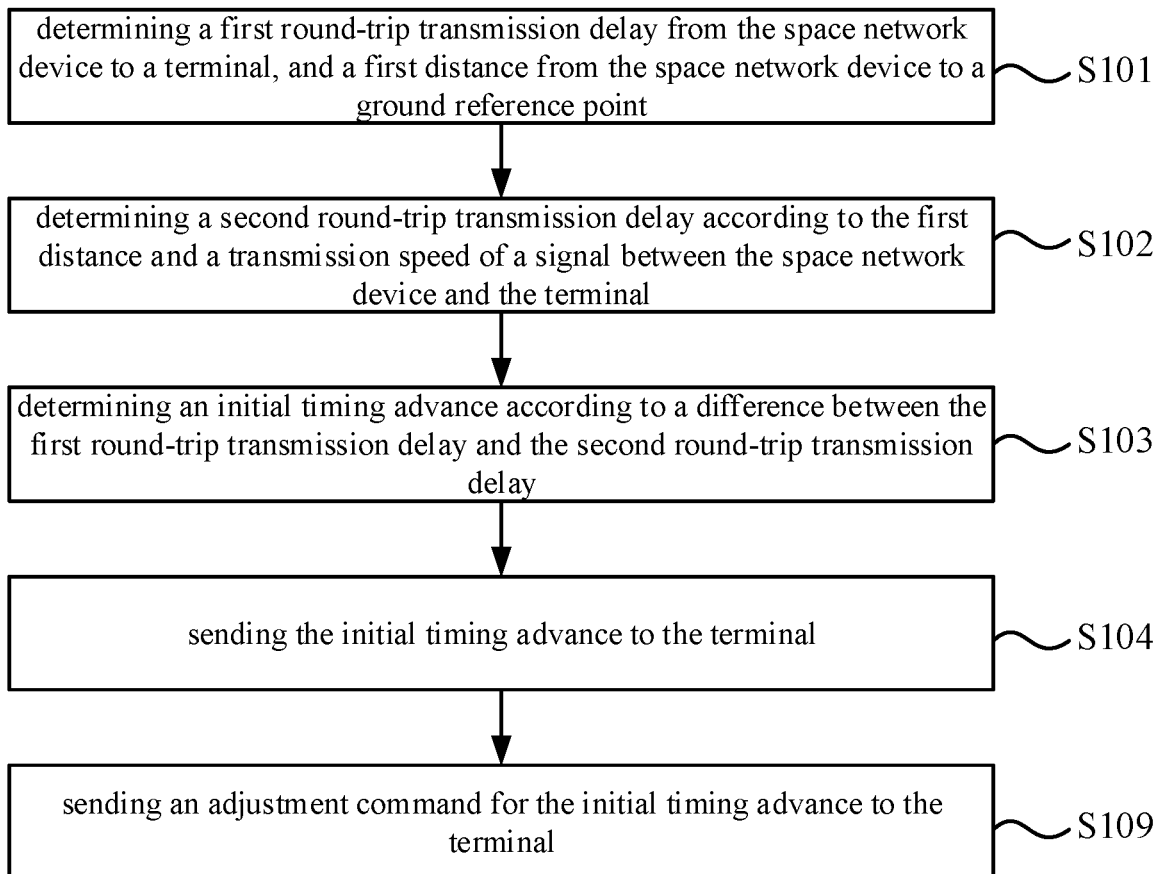 determining a first round-trip transmission delay from the space network
device to a terminal, and a first distance from the space network device to a
ground reference point
S101
determining a second round-trip transmission delay according to the first
distance and a transmission speed of a signal between the space network
device and the terminal
S102
determining an initial timing advance according to a difference between the
first round-trip transmission delay and the second round-trip transmission
delay
S103
sending the initial timing advance to the terminal
S104
sending an adjustment command for the initial timing advance to the
terminal
S109